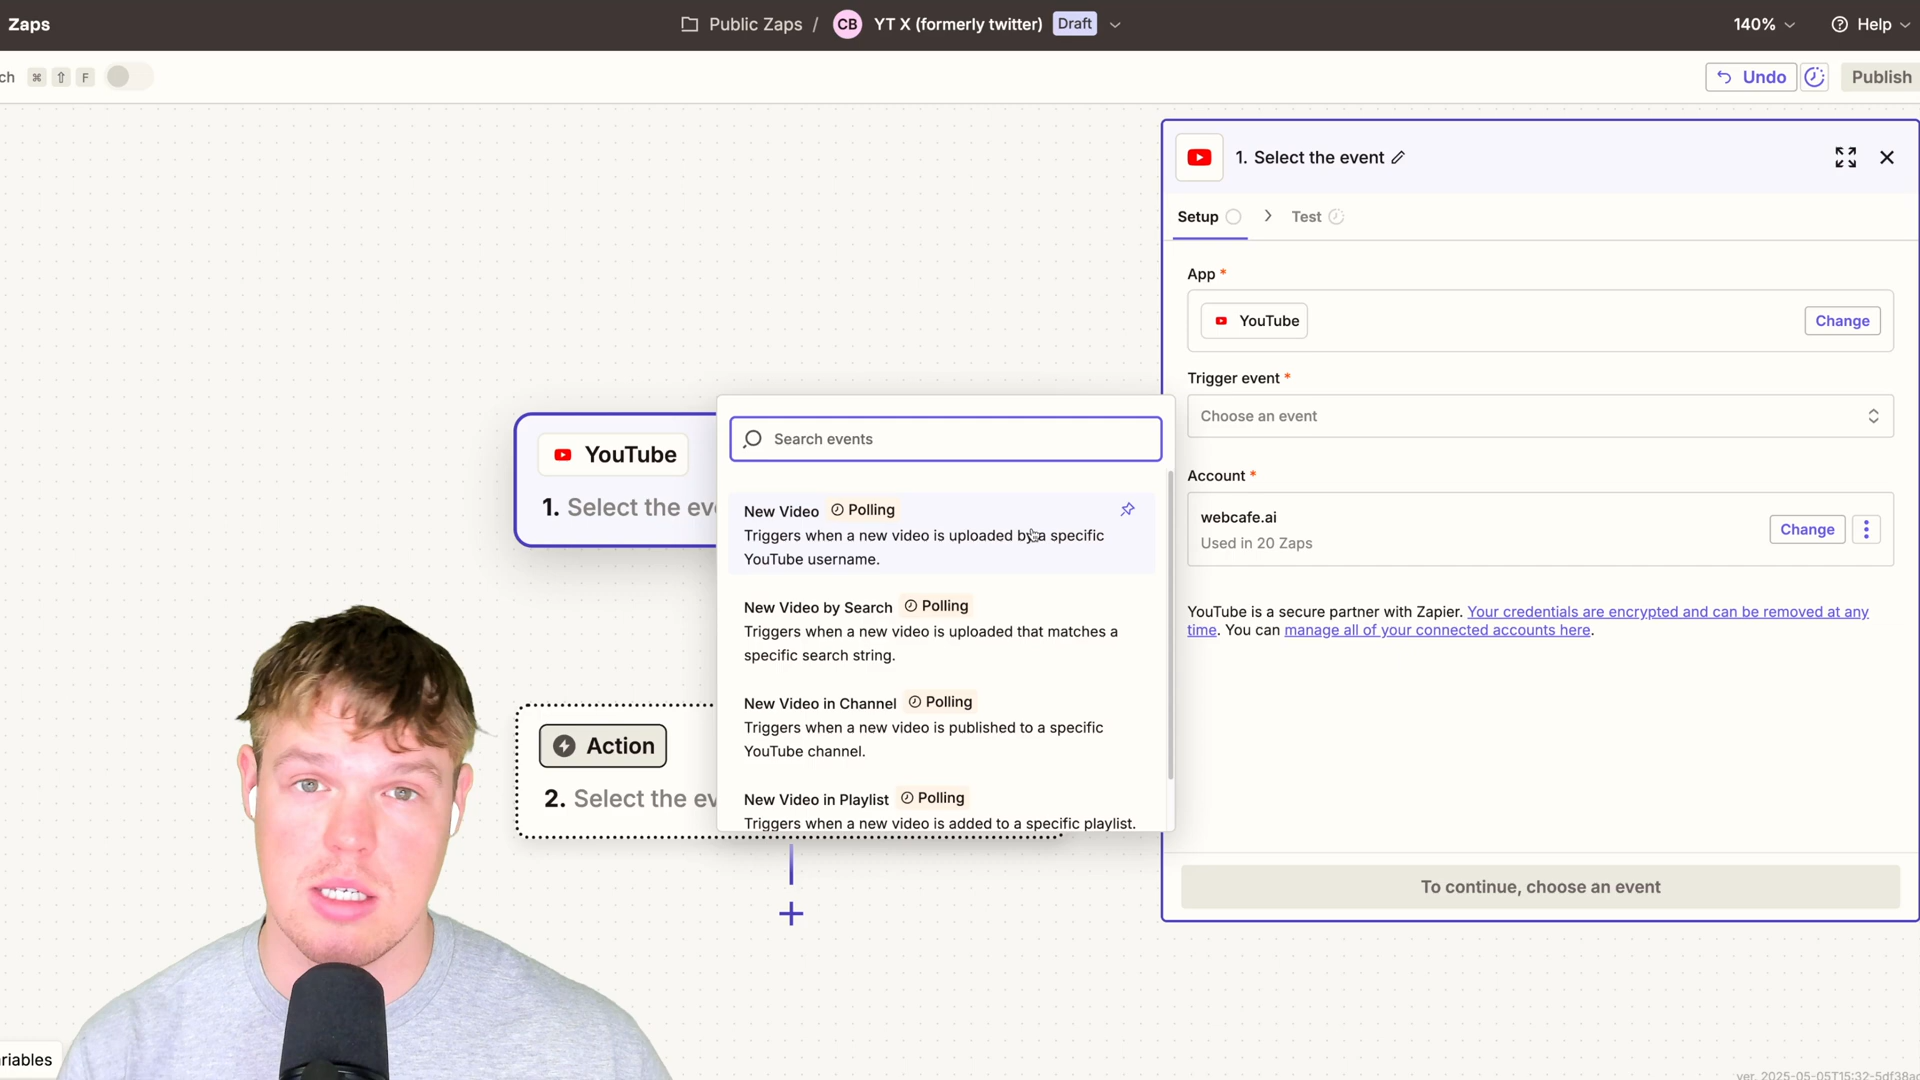 Zaps
Public Zaps / CB YT X (formerly twitter) Draft
140%
Help
ch ⌘ ⇧ F
Undo
Publish
1. Select the event
Setup > Test
App *
YouTube
Change
Trigger event *
Choose an event
Account *
webcafe.ai
Used in 20 Zaps
Change
YouTube is a secure partner with Zapier. Your credentials are encrypted and can be removed at any
time. You can manage all of your connected accounts here.
To continue, choose an event
YouTube
1. Select the eve
Action
2. Select the ev
Search events
New Video Polling
Triggers when a new video is uploaded by a specific
YouTube username.
New Video by Search Polling
Triggers when a new video is uploaded that matches a
specific search string.
New Video in Channel Polling
Triggers when a new video is published to a specific
YouTube channel.
New Video in Playlist Polling
Triggers when a new video is added to a specific playlist.
riables
ver. 2025-05-05T15:32-5df38a